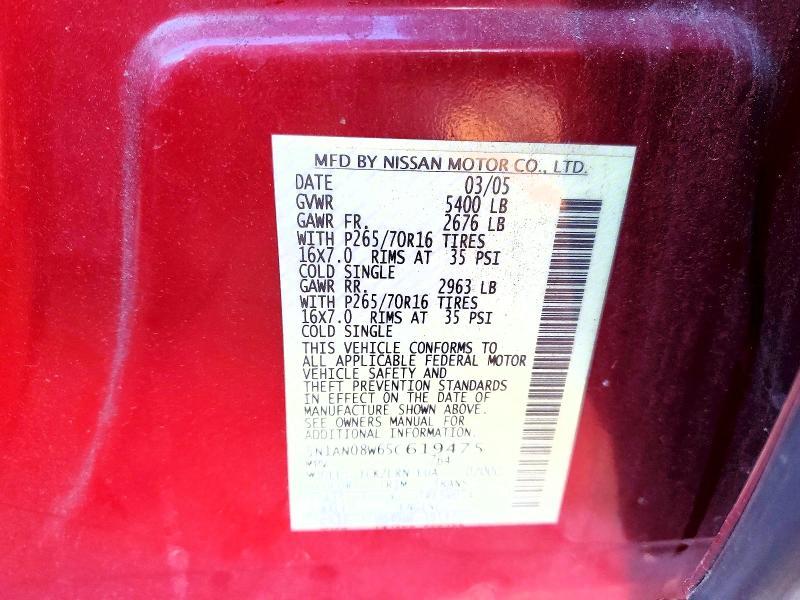 MFD BY NISSAN MOTOR CO., LTD.
DATE 03/05
GVWR 5400 LB
GAWR FR. 2676 LB
WITH P265/70R16 TIRES
16X7.0 RIMS AT 35 PSI
COLD SINGLE
GAWR RR. 2963 LB
WITH P265/70R16 TIRES
16X7.0 RIMS AT 35 PSI
COLD SINGLE
THIS VEHICLE CONFORMS TO
ALL APPLICABLE FEDERAL MOTOR
VEHICLE SAFETY AND
THEFT PREVENTION STANDARDS
IN EFFECT ON THE DATE OF
MANUFACTURE SHOWN ABOVE.
SEE OWNERS MANUAL FOR
ADDITIONAL INFORMATION.
5N1AN08W65C619475
MPV
TRIM TRANS